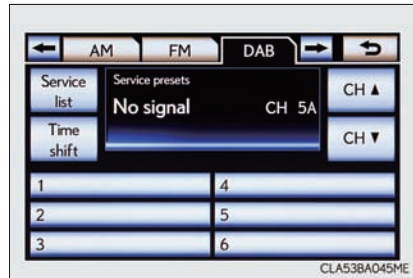 AM FM DAB
Service list
Service presets
No signal CH 5A
CH ▲
Time shift
CH ▼
1 4
2 5
3 6
CLA53BA045ME